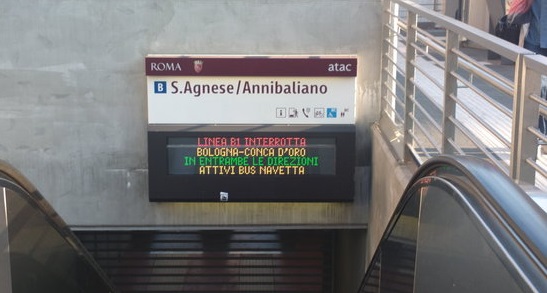 ROMA atac
B S.Agnese/Annibaliano
LINEA B1 INTERROTTA
BOLOGNA-CONCA D'ORO
IN ENTRAMBE LE DIREZIONI
ATTIVI BUS NAVETTA